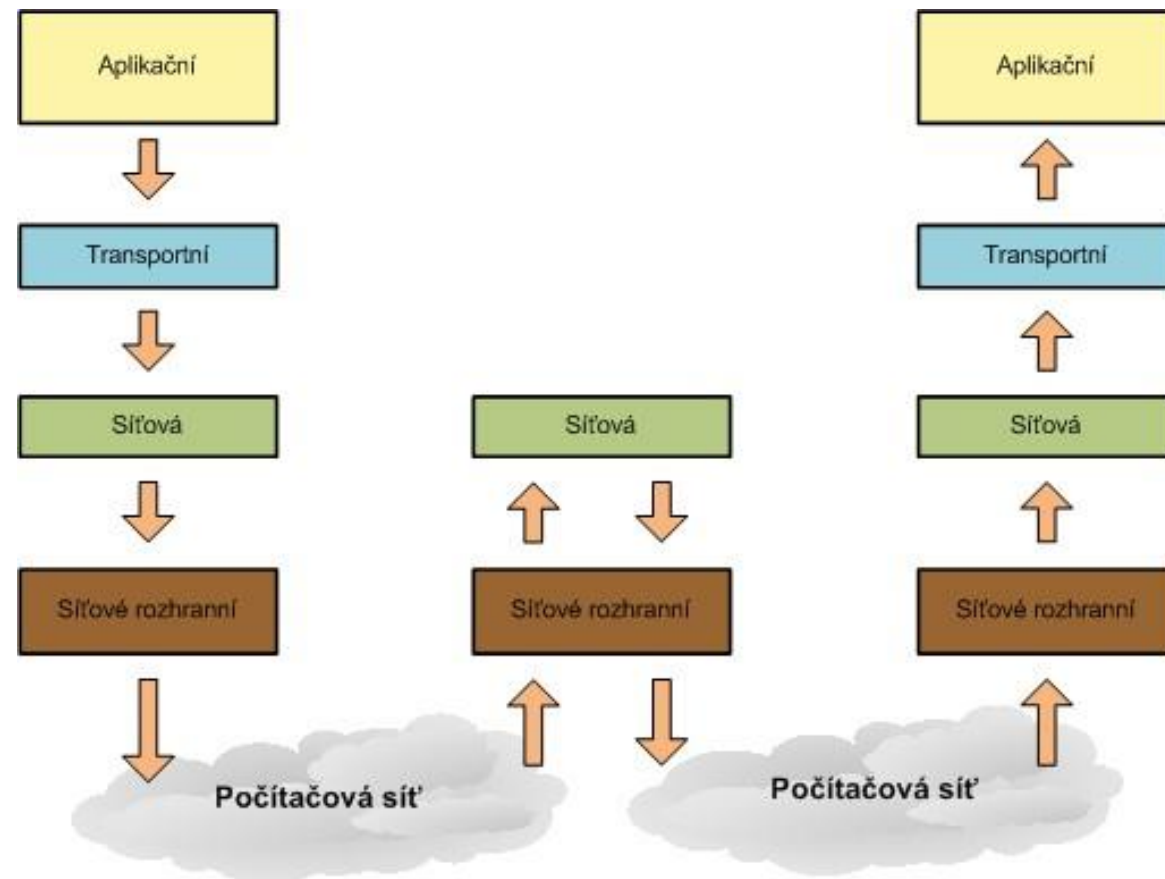 Aplikační
Aplikační
Transportní
Transportní
Síťová
Síťová
Síťová
Síťové rozhranní
Síťové rozhranní
Síťové rozhranní
Počítačová síť
Počítačová síť